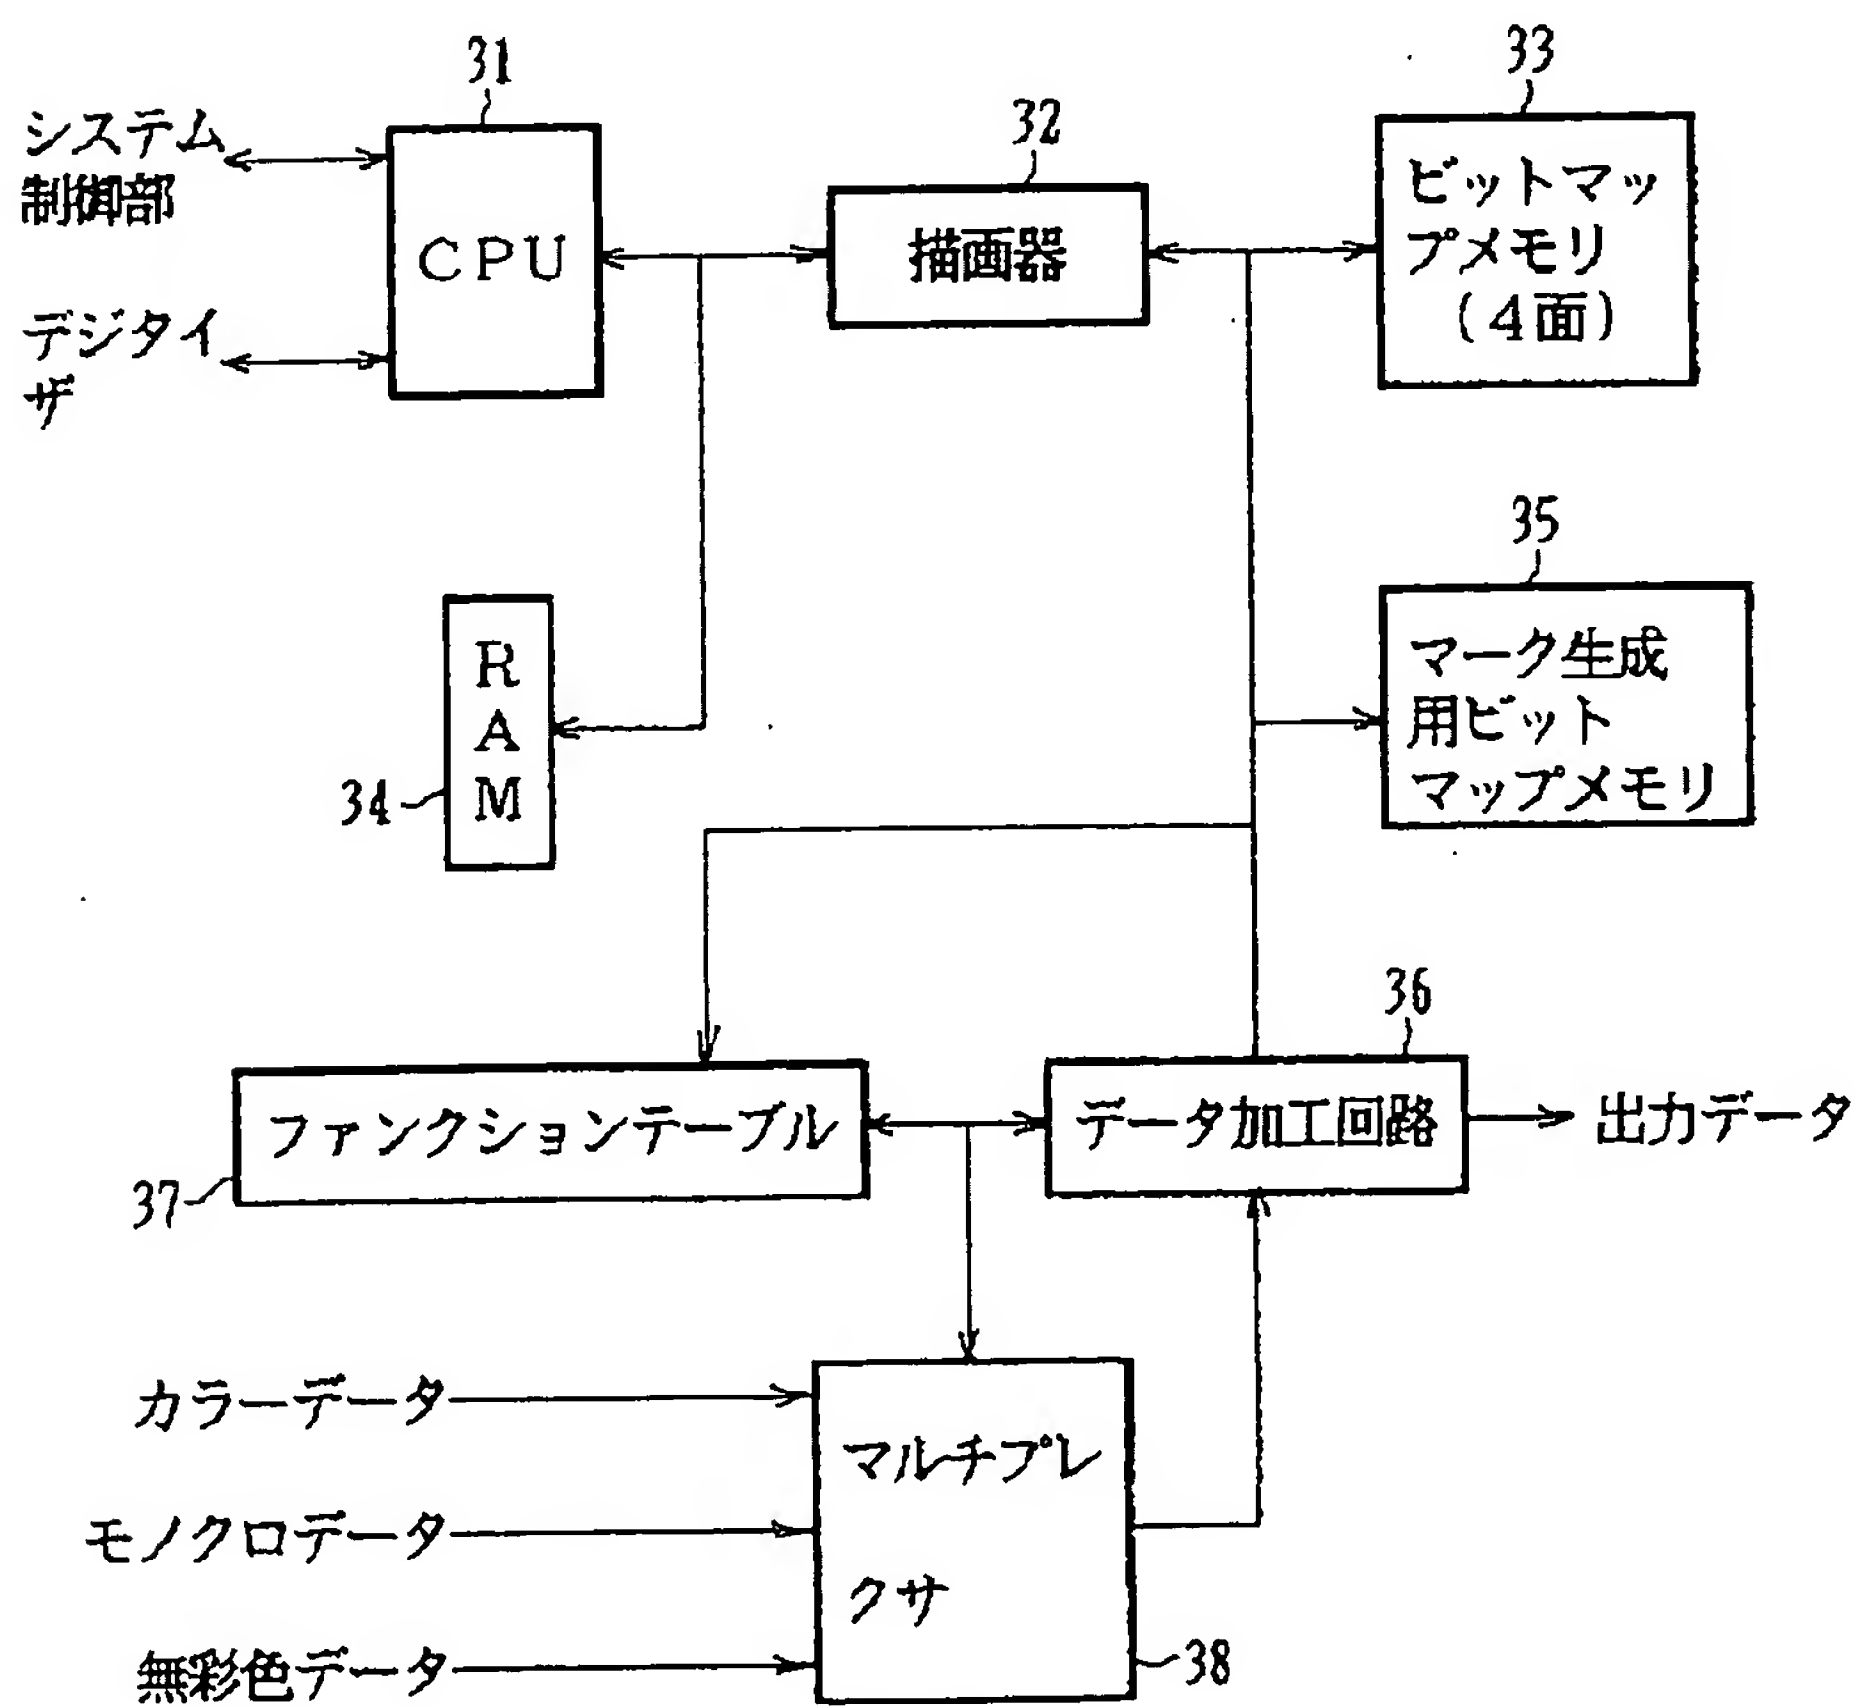 31
システム
制御部
CPU
デジタイ
ザ
32
描画器
33
ビットマッ
プメモリ
(4面)
R
A
M
34
35
マーク生成
用ビット
マップメモリ
36
ファンクションテーブル
37
データ加工回路
出力データ
カラーデータ
モノクロデータ
無彩色データ
マルチプレ
クサ
38